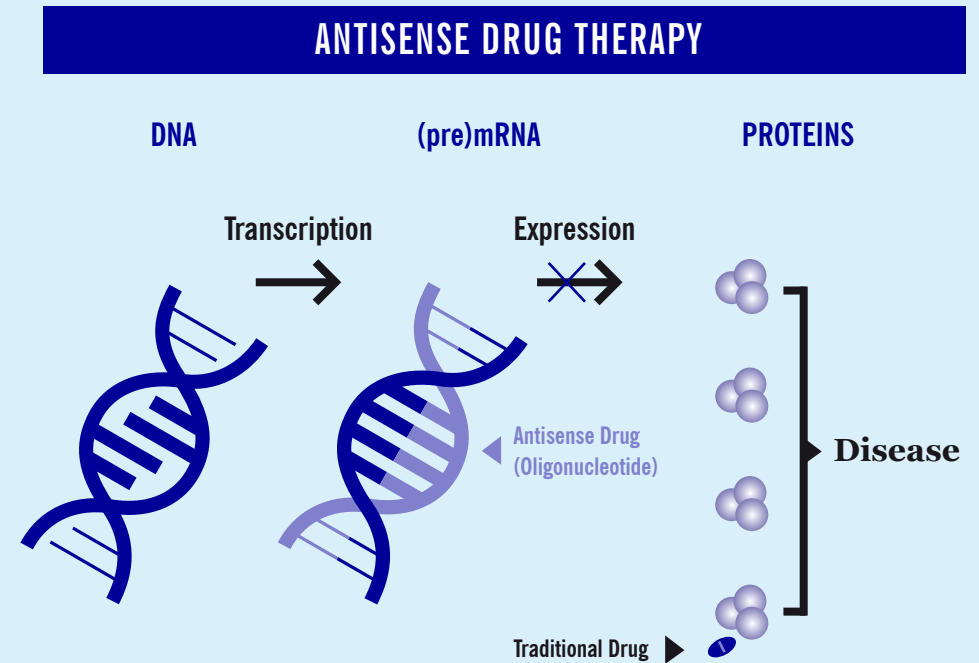 ANTISENSE DRUG THERAPY
DNA
(pre)mRNA
PROTEINS
Transcription
Expression
Antisense Drug
(Oligonucleotide)
Disease
Traditional Drug